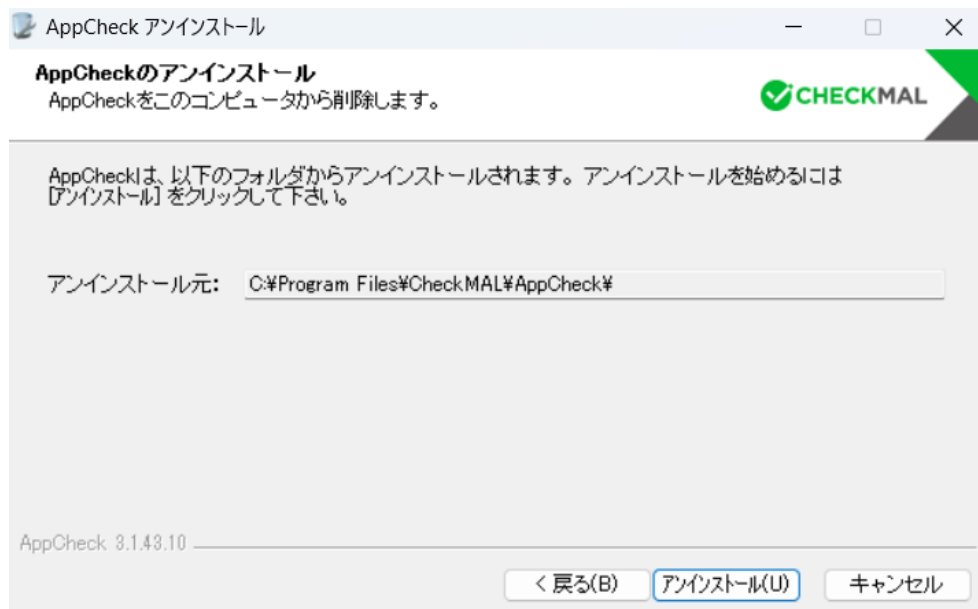 AppCheck アンインストール
AppCheckのアンインストール
AppCheckをこのコンピュータから削除します。
CHECKMAL
AppCheckは、以下のフォルダからアンインストールされます。アンインストールを始めるには
[アンインストール] をクリックして下さい。
アンインストール元: C:¥Program Files¥CheckMAL¥AppCheck¥
AppCheck 3.1.43.10
< 戻る(B) アンインストール(U) キャンセル